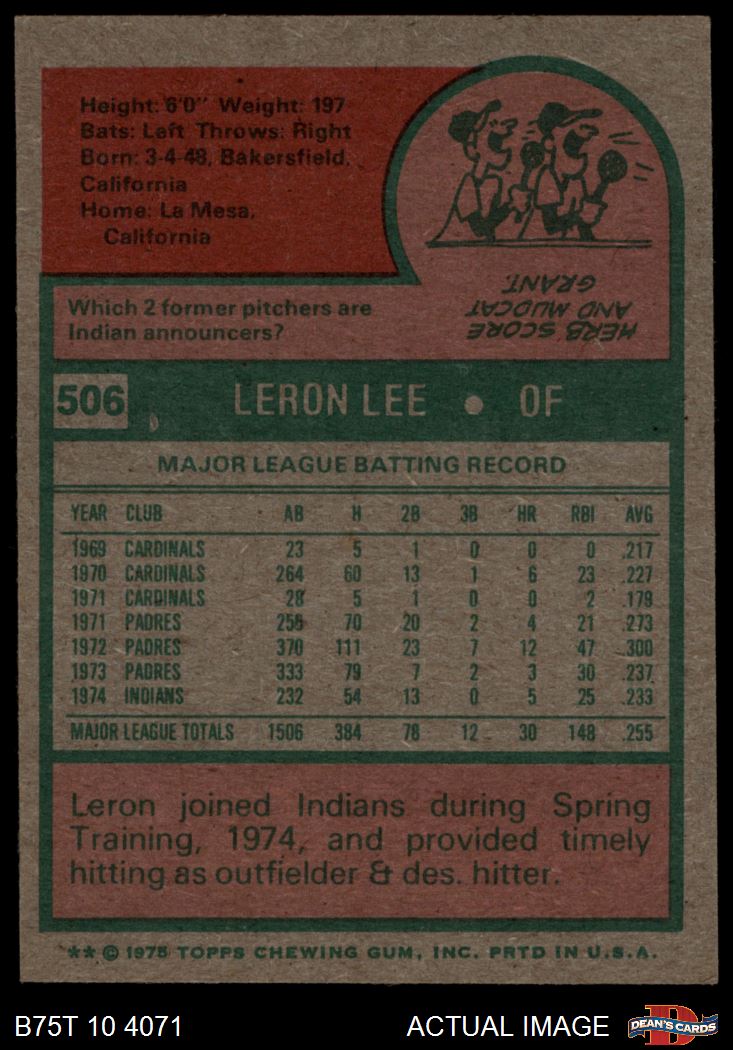 Height: 6'0" Weight: 197
Bats: Left Throws: Right
Born: 3-4-48, Bakersfield,
California
Home: La Mesa,
California
Which 2 former pitchers are
Indian announcers?
HERB SCORE
AND MUDCAT
GRANT.
506 LERON LEE • OF
MAJOR LEAGUE BATTING RECORD
YEAR CLUB AB H 2B 3B HR RBI AVG
1969 CARDINALS 23 5 1 0 0 0 .217
1970 CARDINALS 264 60 13 1 6 23 .227
1971 CARDINALS 28 5 1 0 0 2 .179
1971 PADRES 256 70 20 2 4 21 .273
1972 PADRES 370 111 23 7 12 47 .300
1973 PADRES 333 79 7 2 3 30 .237
1974 INDIANS 232 54 13 0 5 25 .233
MAJOR LEAGUE TOTALS 1506 384 78 12 30 148 .255
Leron joined Indians during Spring
Training, 1974, and provided timely
hitting as outfielder & des. hitter.
** © 1975 TOPPS CHEWING GUM, INC. PRTD IN U.S.A.
B75T 10 4071 ACTUAL IMAGE DEAN'S CARDS